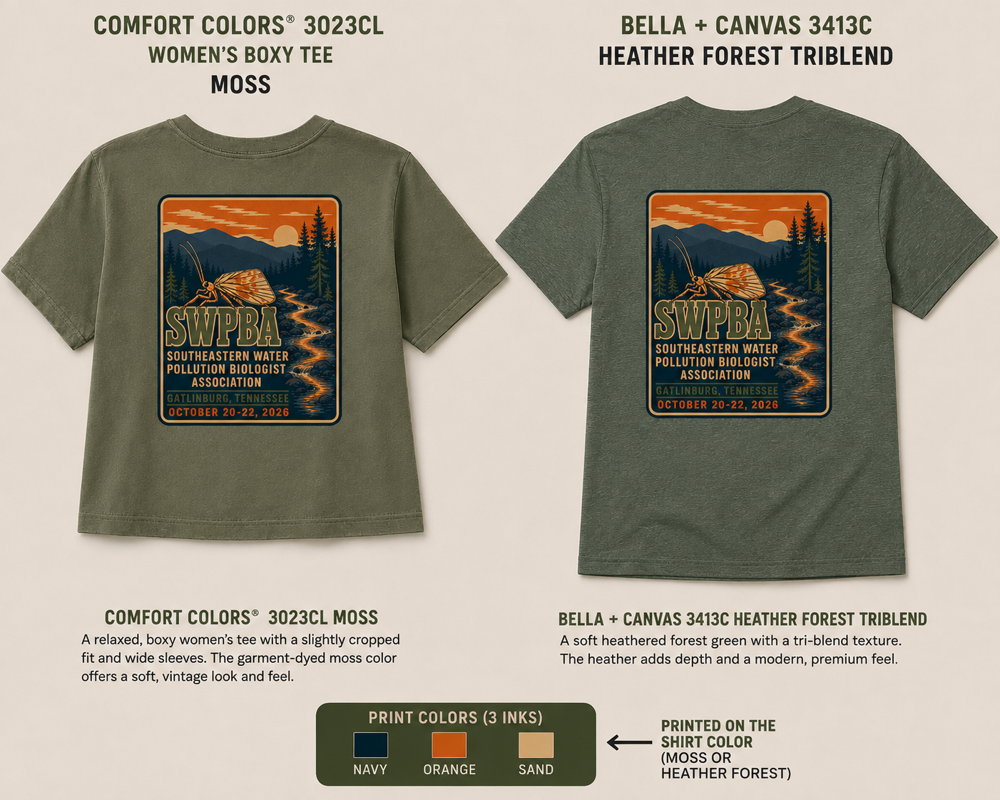 COMFORT COLORS® 3023CL
WOMEN'S BOXY TEE
MOSS
BELLA + CANVAS 3413C
HEATHER FOREST TRIBLEND
SWPBA
SOUTHEASTERN WATER
POLLUTION BIOLOGIST
ASSOCIATION
GATLINBURG, TENNESSEE
OCTOBER 20-22, 2026
SWPBA
SOUTHEASTERN WATER
POLLUTION BIOLOGIST
ASSOCIATION
GATLINBURG, TENNESSEE
OCTOBER 20-22, 2026
COMFORT COLORS® 3023CL MOSS
A relaxed, boxy women's tee with a slightly cropped
fit and wide sleeves. The garment-dyed moss color
offers a soft, vintage look and feel.
BELLA + CANVAS 3413C HEATHER FOREST TRIBLEND
A soft heathered forest green with a tri-blend texture.
The heather adds depth and a modern, premium feel.
PRINT COLORS (3 INKS)
NAVY ORANGE SAND
PRINTED ON THE
SHIRT COLOR
(MOSS OR
HEATHER FOREST)